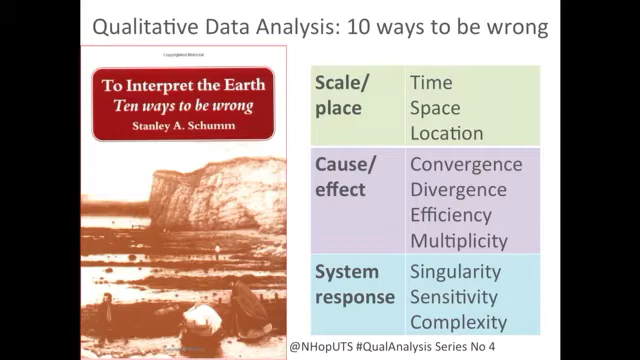 Qualitative Data Analysis: 10 ways to be wrong
Copyrighted Material
To Interpret the Earth
Ten ways to be wrong
Stanley A. Schumm
Scale/
place
Time
Space
Location
Cause/
effect
Convergence
Divergence
Efficiency
Multiplicity
System
response
Singularity
Sensitivity
Complexity
@NHopUTS #QualAnalysis Series No 4